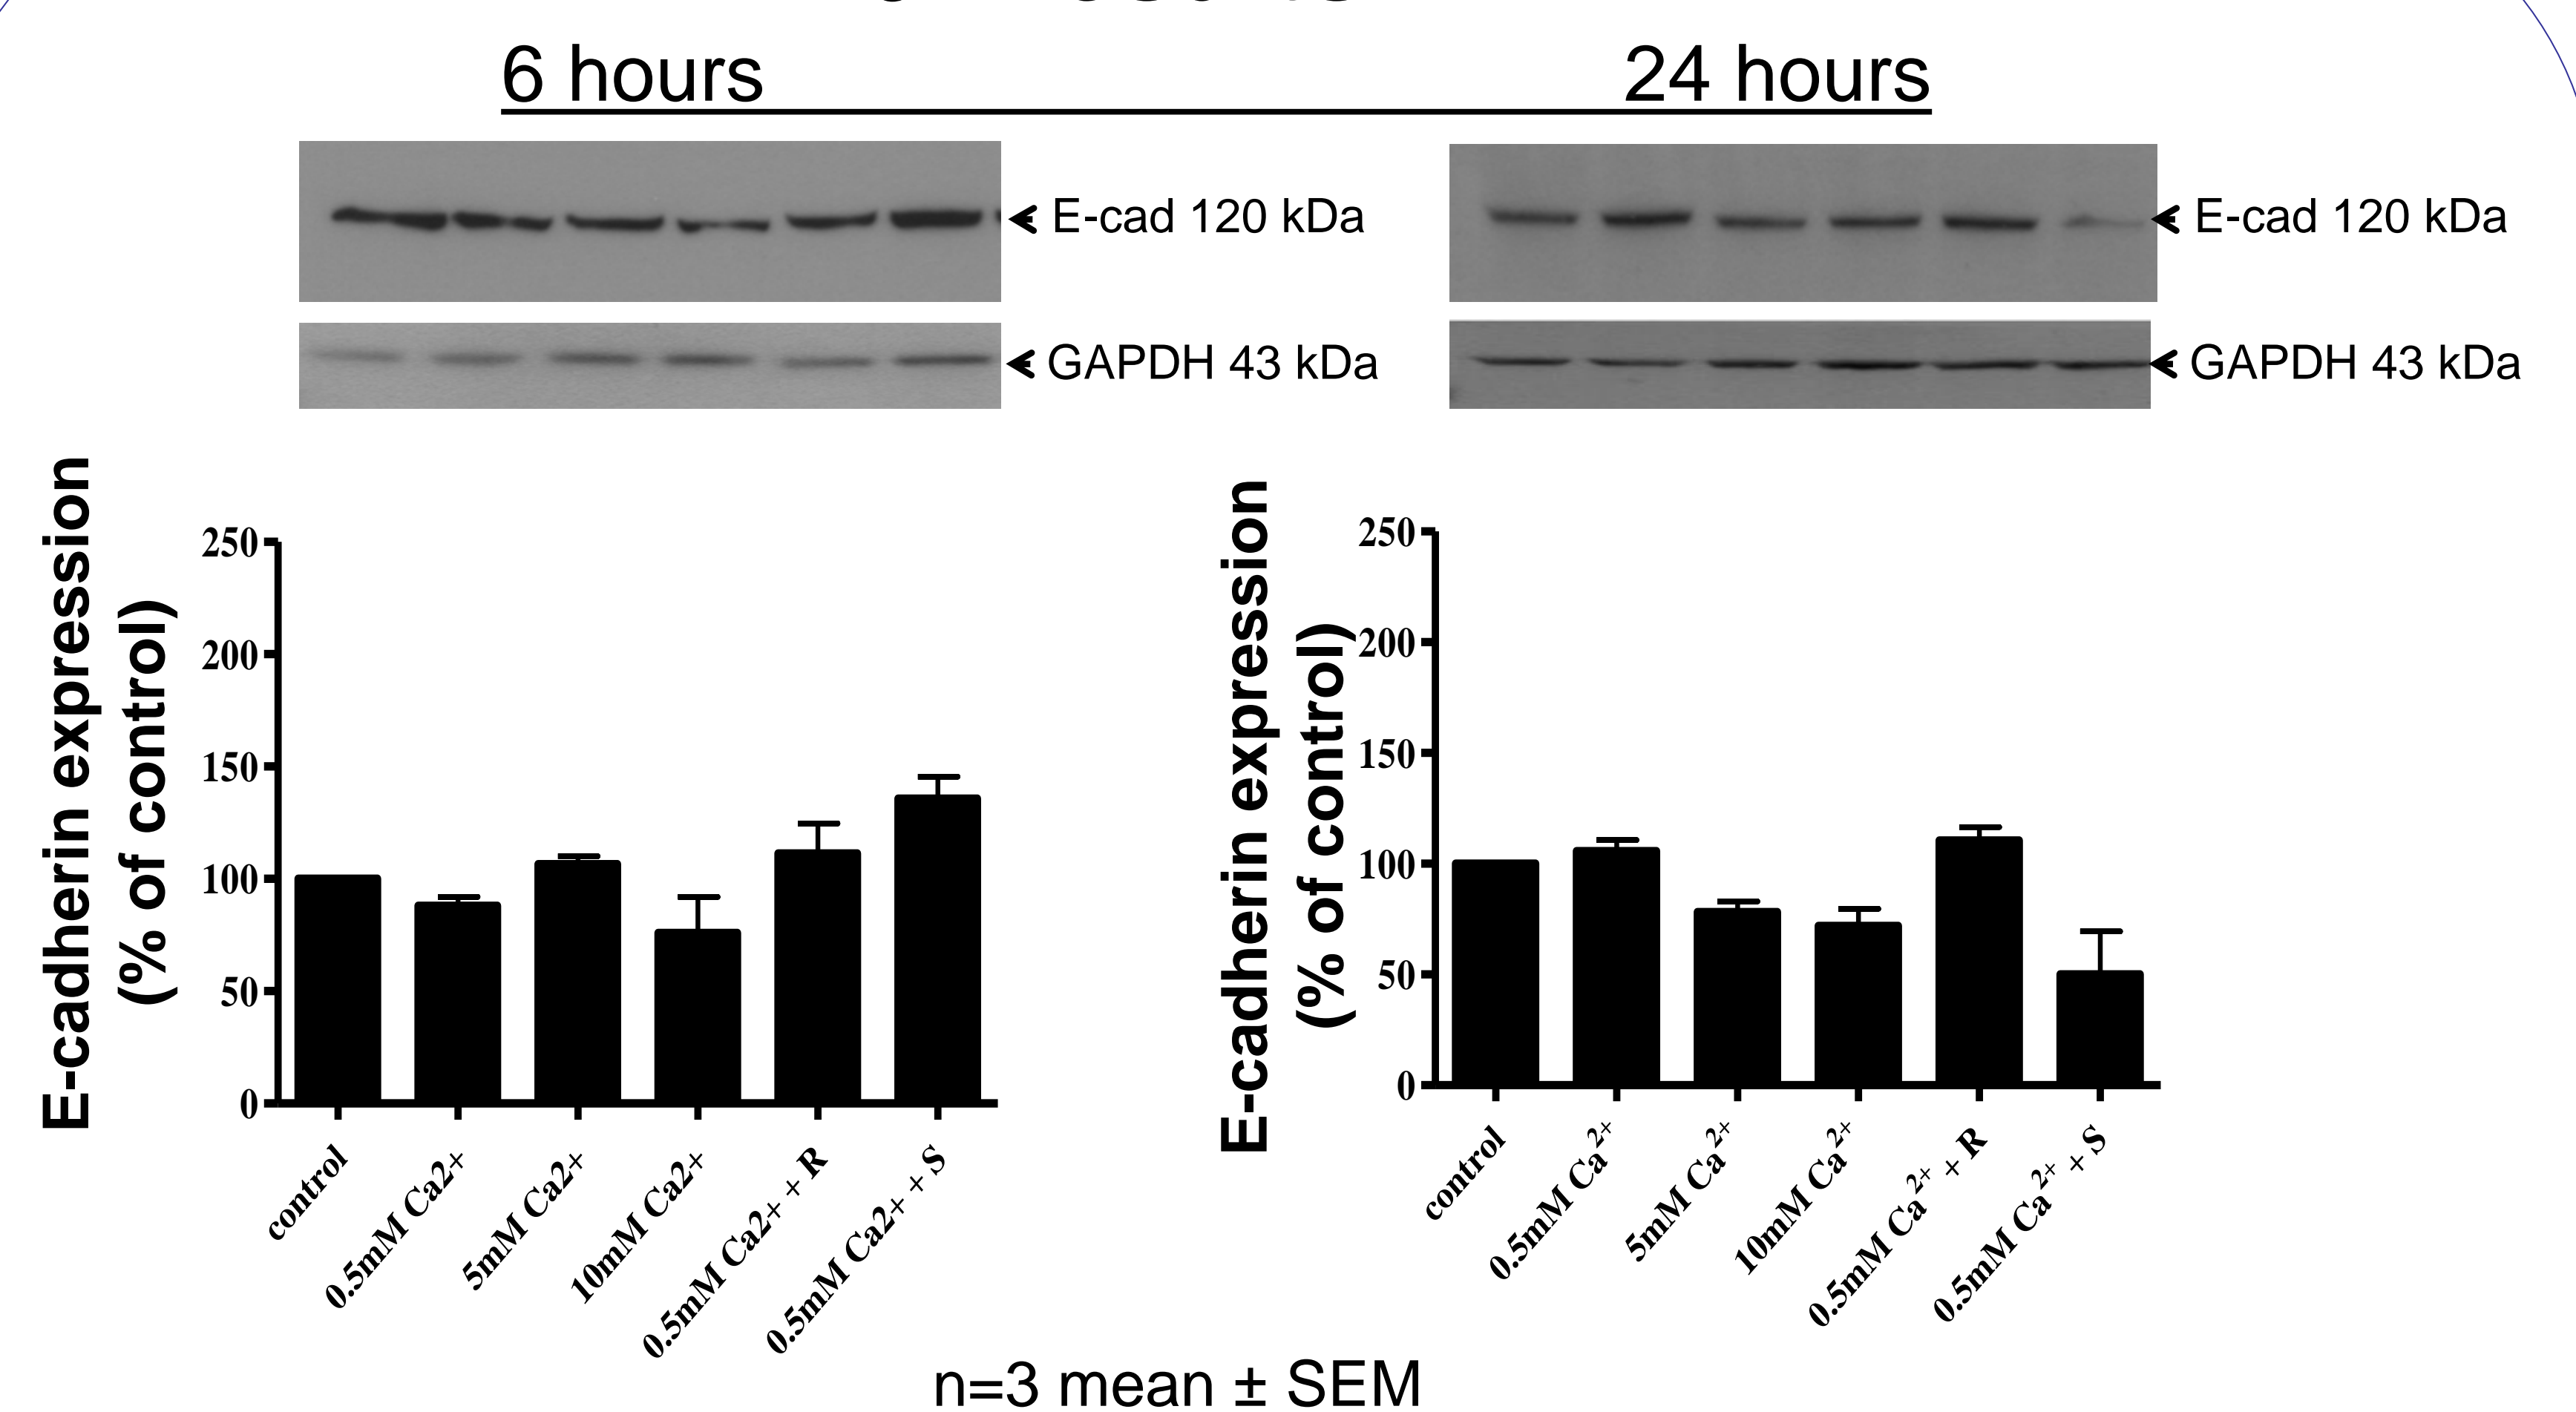 6 hours
24 hours
E-cad 120 kDa
GAPDH 43 kDa
E-cad 120 kDa
GAPDH 43 kDa
E-cadherin expression
(% of control)
250
200
150
100
50
0
control
0.5mM Ca2+
5mM Ca2+
10mM Ca2+
0.5mM Ca2+ + R
0.5mM Ca2+ + S
E-cadherin expression
(% of control)
250
200
150
100
50
0
control
0.5mM Ca²⁺
5mM Ca²⁺
10mM Ca²⁺
0.5mM Ca²⁺ + R
0.5mM Ca²⁺ + S
n=3 mean ± SEM